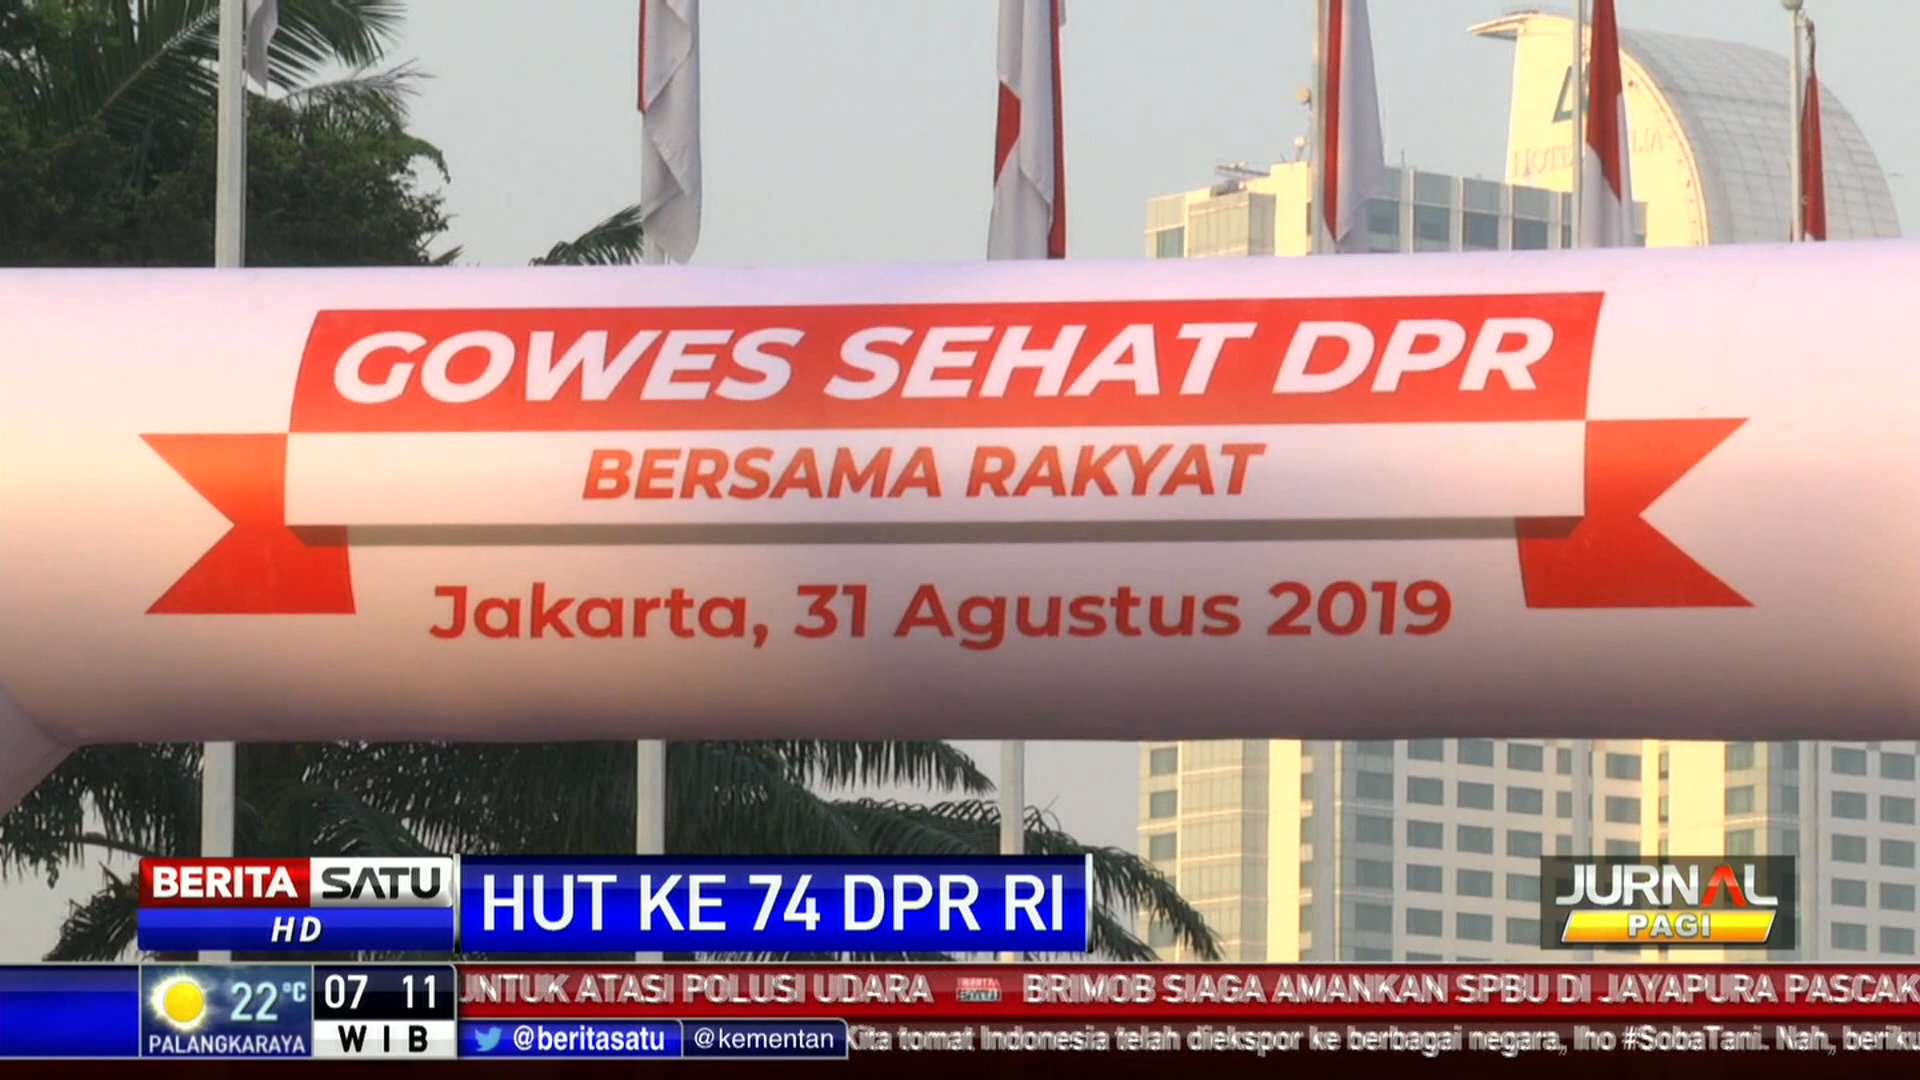 GOWES SEHAT DPR
BERSAMA RAKYAT
Jakarta, 31 Agustus 2019
BERITA SATU
HD
HUT KE 74 DPR RI
JURNAL
PAGI
22°C
PALANGKARAYA
07 11
WIB
UNTUK ATASI POLUSI UDARA BERITA SATU BRIMOB SIAGA AMANKAN SPBU DI JAYAPURA PASCAK
@beritasatu
@kementan
Kita tomat Indonesia telah diekspor ke berbagai negara, lho #SobaTani. Nah, beriku